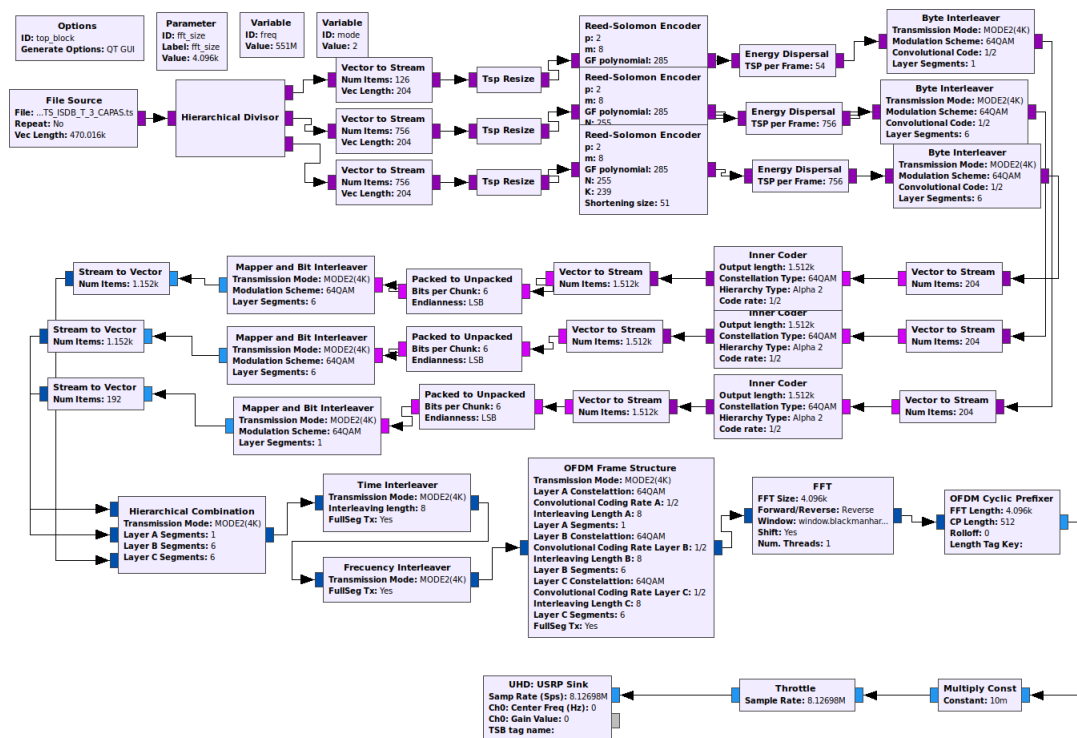 Options
ID: top_block
Generate Options: QT GUI
Parameter
ID: fft_size
Label: fft_size
Value: 4.096k
Variable
ID: freq
Value: 551M
Variable
ID: mode
Value: 2
File Source
File: ...TS_ISDB_T_3_CAPAS.ts
Repeat: No
Vec Length: 470.016k
Hierarchical Divisor
Vector to Stream
Num Items: 126
Vec Length: 204
Tsp Resize
Reed-Solomon Encoder
p: 2
m: 8
GF polynomial: 285
Energy Dispersal
TSP per Frame: 54
Byte Interleaver
Transmission Mode: MODE2(4K)
Modulation Scheme: 64QAM
Convolutional Code: 1/2
Layer Segments: 1
Vector to Stream
Num Items: 756
Vec Length: 204
Tsp Resize
Reed-Solomon Encoder
p: 2
m: 8
GF polynomial: 285
N: 255
Energy Dispersal
TSP per Frame: 756
Byte Interleaver
Transmission Mode: MODE2(4K)
Modulation Scheme: 64QAM
Convolutional Code: 1/2
Layer Segments: 6
Vector to Stream
Num Items: 756
Vec Length: 204
Tsp Resize
Reed-Solomon Encoder
p: 2
m: 8
GF polynomial: 285
N: 255
K: 239
Shortening size: 51
Energy Dispersal
TSP per Frame: 756
Byte Interleaver
Transmission Mode: MODE2(4K)
Modulation Scheme: 64QAM
Convolutional Code: 1/2
Layer Segments: 6
Stream to Vector
Num Items: 1.152k
Mapper and Bit Interleaver
Transmission Mode: MODE2(4K)
Modulation Scheme: 64QAM
Layer Segments: 6
Packed to Unpacked
Bits per Chunk: 6
Endianness: LSB
Vector to Stream
Num Items: 1.512k
Inner Coder
Output length: 1.512k
Constellation Type: 64QAM
Hierarchy Type: Alpha 2
Code rate: 1/2
Vector to Stream
Num Items: 204
Stream to Vector
Num Items: 1.152k
Mapper and Bit Interleaver
Transmission Mode: MODE2(4K)
Modulation Scheme: 64QAM
Layer Segments: 6
Packed to Unpacked
Bits per Chunk: 6
Endianness: LSB
Vector to Stream
Num Items: 1.512k
Inner Coder
Output length: 1.512k
Constellation Type: 64QAM
Hierarchy Type: Alpha 2
Code rate: 1/2
Vector to Stream
Num Items: 204
Stream to Vector
Num Items: 192
Mapper and Bit Interleaver
Transmission Mode: MODE2(4K)
Modulation Scheme: 64QAM
Layer Segments: 1
Packed to Unpacked
Bits per Chunk: 6
Endianness: LSB
Vector to Stream
Num Items: 1.512k
Inner Coder
Output length: 1.512k
Constellation Type: 64QAM
Hierarchy Type: Alpha 2
Code rate: 1/2
Vector to Stream
Num Items: 204
Hierarchical Combination
Transmission Mode: MODE2(4K)
Layer A Segments: 1
Layer B Segments: 6
Layer C Segments: 6
Time Interleaver
Transmission Mode: MODE2(4K)
Interleaving length: 8
FullSeg Tx: Yes
Frecuency Interleaver
Transmission Mode: MODE2(4K)
FullSeg Tx: Yes
OFDM Frame Structure
Transmission Mode: MODE2(4K)
Layer A Constelattion: 64QAM
Convolutional Coding Rate A: 1/2
Interleaving Length A: 8
Layer A Segments: 1
Layer B Constelattion: 64QAM
Convolutional Coding Rate Layer B: 1/2
Interleaving Length B: 8
Layer B Segments: 6
Layer C Constelattion: 64QAM
Convolutional Coding Rate Layer C: 1/2
Interleaving Length C: 8
Layer C Segments: 6
FullSeg Tx: Yes
FFT
FFT Size: 4.096k
Forward/Reverse: Reverse
Window: window.blackmanhar...
Shift: Yes
Num. Threads: 1
OFDM Cyclic Prefixer
FFT Length: 4.096k
CP Length: 512
Rolloff: 0
Length Tag Key:
UHD: USRP Sink
Samp Rate (Sps): 8.12698M
Ch0: Center Freq (Hz): 0
Ch0: Gain Value: 0
TSB tag name:
Throttle
Sample Rate: 8.12698M
Multiply Const
Constant: 10m